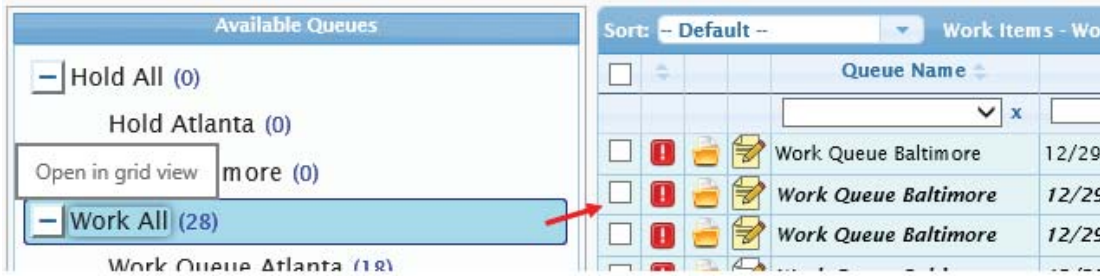 Available Queues
Hold All (0)
Hold Atlanta (0)
Open in grid view
more (0)
Work All (28)
Work Queue Atlanta (18)
Sort: -- Default --
Work Items - Wo
Queue Name
x
Work Queue Baltimore 12/29
Work Queue Baltimore 12/29
Work Queue Baltimore 12/29